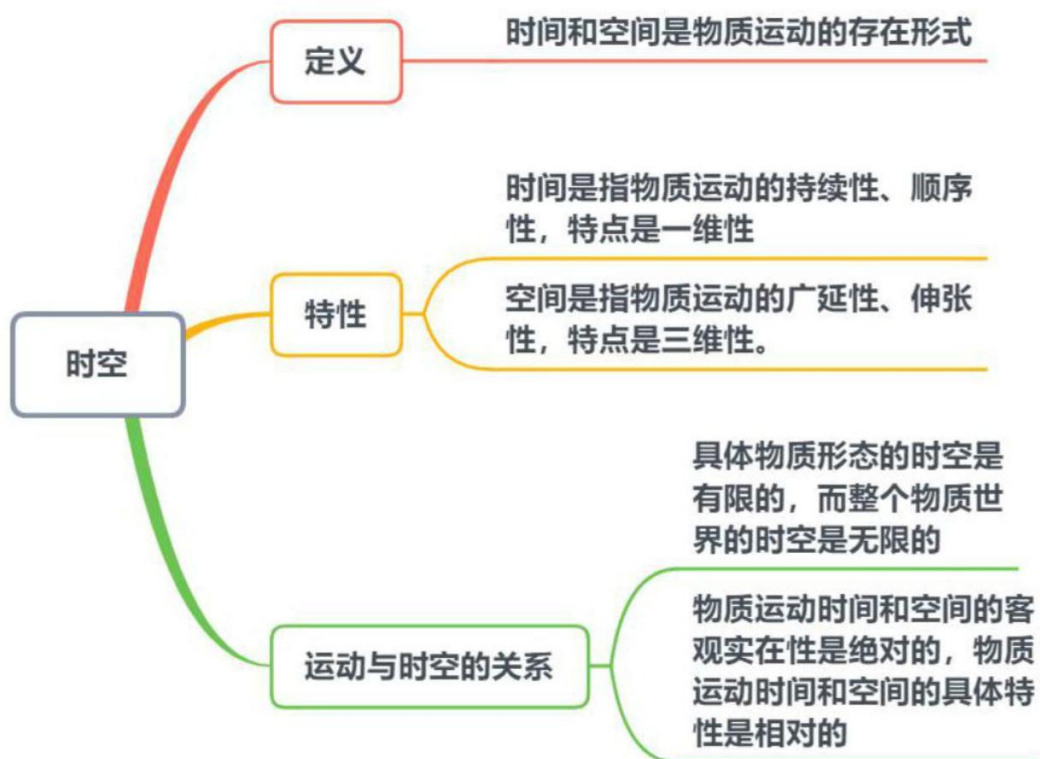 定义
时间和空间是物质运动的存在形式
时间是指物质运动的持续性、顺序
性，特点是一维性
特性
空间是指物质运动的广延性、伸张
性，特点是三维性。
时空
具体物质形态的时空是
有限的，而整个物质世
界的时空是无限的
运动与时空的关系
物质运动时间和空间的客
观实在性是绝对的，物质
运动时间和空间的具体特
性是相对的